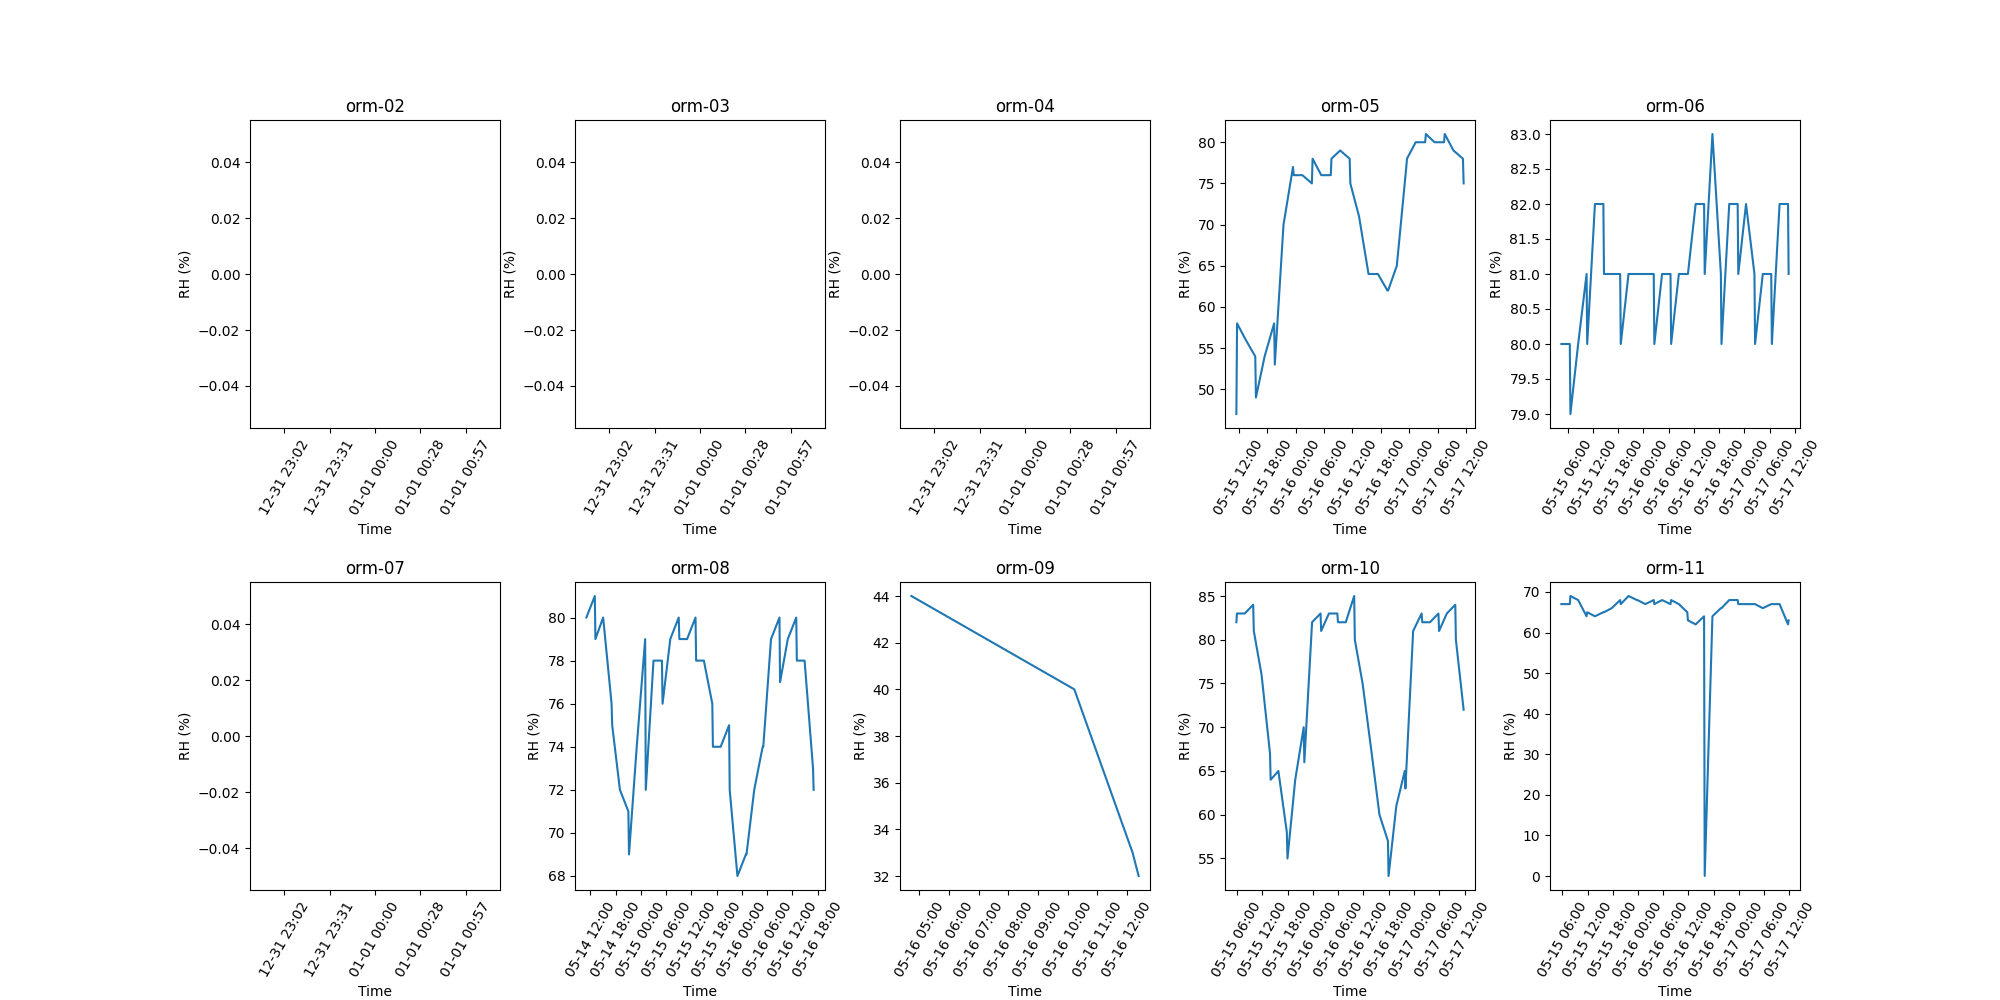 orm-02 orm-03 orm-04 orm-05 orm-06
RH (%) 0.04 0.02 0.00 −0.02 −0.04
12-31 23:02 12-31 23:31 01-01 00:00 01-01 00:28 01-01 00:57
Time
RH (%) 0.04 0.02 0.00 −0.02 −0.04
12-31 23:02 12-31 23:31 01-01 00:00 01-01 00:28 01-01 00:57
Time
RH (%) 0.04 0.02 0.00 −0.02 −0.04
12-31 23:02 12-31 23:31 01-01 00:00 01-01 00:28 01-01 00:57
Time
RH (%) 80 75 70 65 60 55 50
05-15 12:00 05-15 18:00 05-16 00:00 05-16 06:00 05-16 12:00 05-16 18:00 05-17 00:00 05-17 06:00 05-17 12:00
Time
RH (%) 83.0 82.5 82.0 81.5 81.0 80.5 80.0 79.5 79.0
05-15 06:00 05-15 12:00 05-15 18:00 05-16 00:00 05-16 06:00 05-16 12:00 05-16 18:00 05-17 00:00 05-17 06:00 05-17 12:00
Time
orm-07 orm-08 orm-09 orm-10 orm-11
RH (%) 0.04 0.02 0.00 −0.02 −0.04
12-31 23:02 12-31 23:31 01-01 00:00 01-01 00:28 01-01 00:57
Time
RH (%) 80 78 76 74 72 70 68
05-14 12:00 05-14 18:00 05-15 00:00 05-15 06:00 05-15 12:00 05-15 18:00 05-16 00:00 05-16 06:00 05-16 12:00 05-16 18:00
Time
RH (%) 44 42 40 38 36 34 32
05-16 05:00 05-16 06:00 05-16 07:00 05-16 08:00 05-16 09:00 05-16 10:00 05-16 11:00 05-16 12:00
Time
RH (%) 85 80 75 70 65 60 55
05-15 06:00 05-15 12:00 05-15 18:00 05-16 00:00 05-16 06:00 05-16 12:00 05-16 18:00 05-17 00:00 05-17 06:00 05-17 12:00
Time
RH (%) 70 60 50 40 30 20 10 0
05-15 06:00 05-15 12:00 05-15 18:00 05-16 00:00 05-16 06:00 05-16 12:00 05-16 18:00 05-17 00:00 05-17 06:00 05-17 12:00
Time